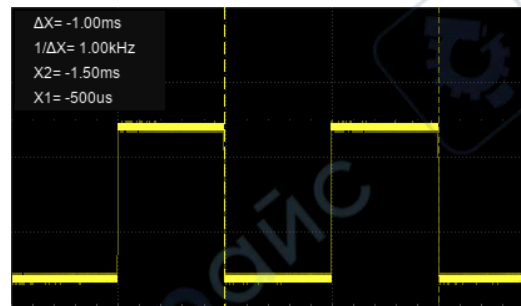 ΔX= -1.00ms
1/ΔX= 1.00kHz
X2= -1.50ms
X1= -500us